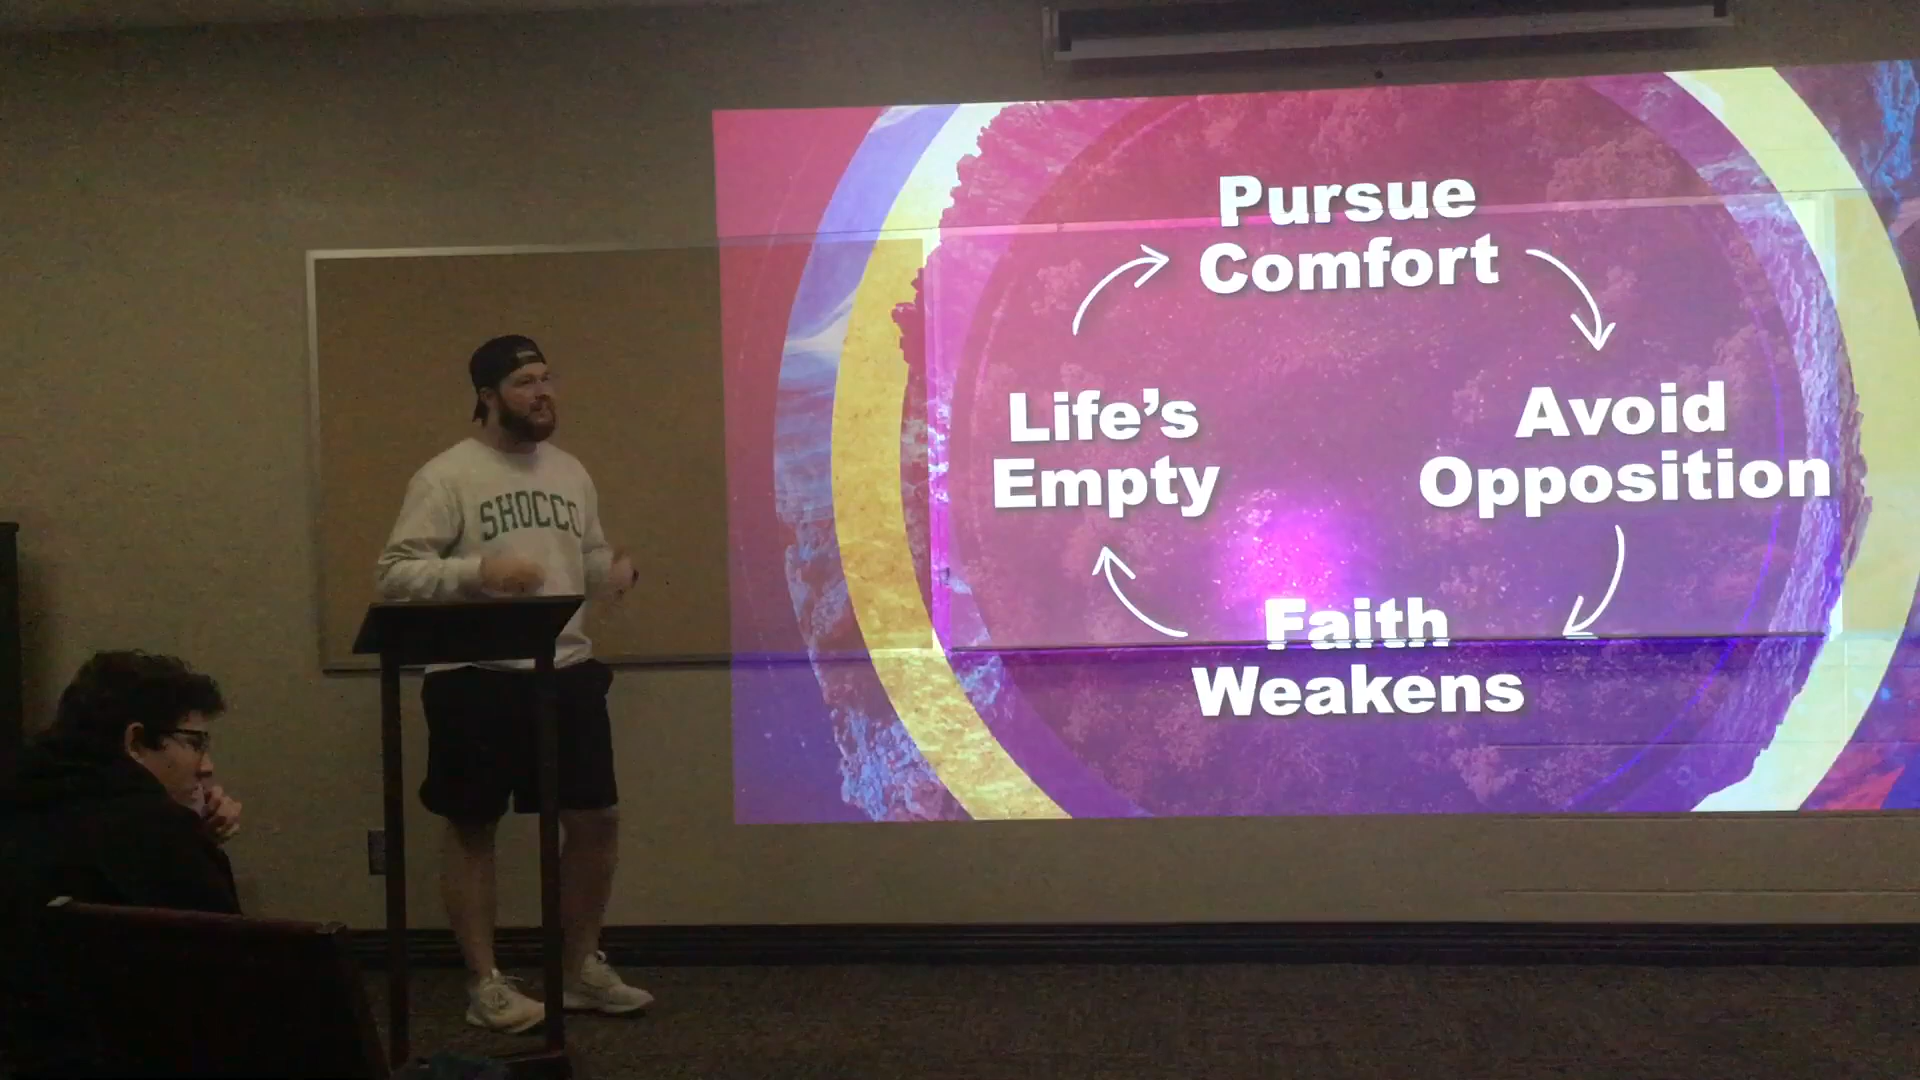 Pursue
Comfort
Life's
Empty
Avoid
Opposition
Faith
Weakens
SHOCCO